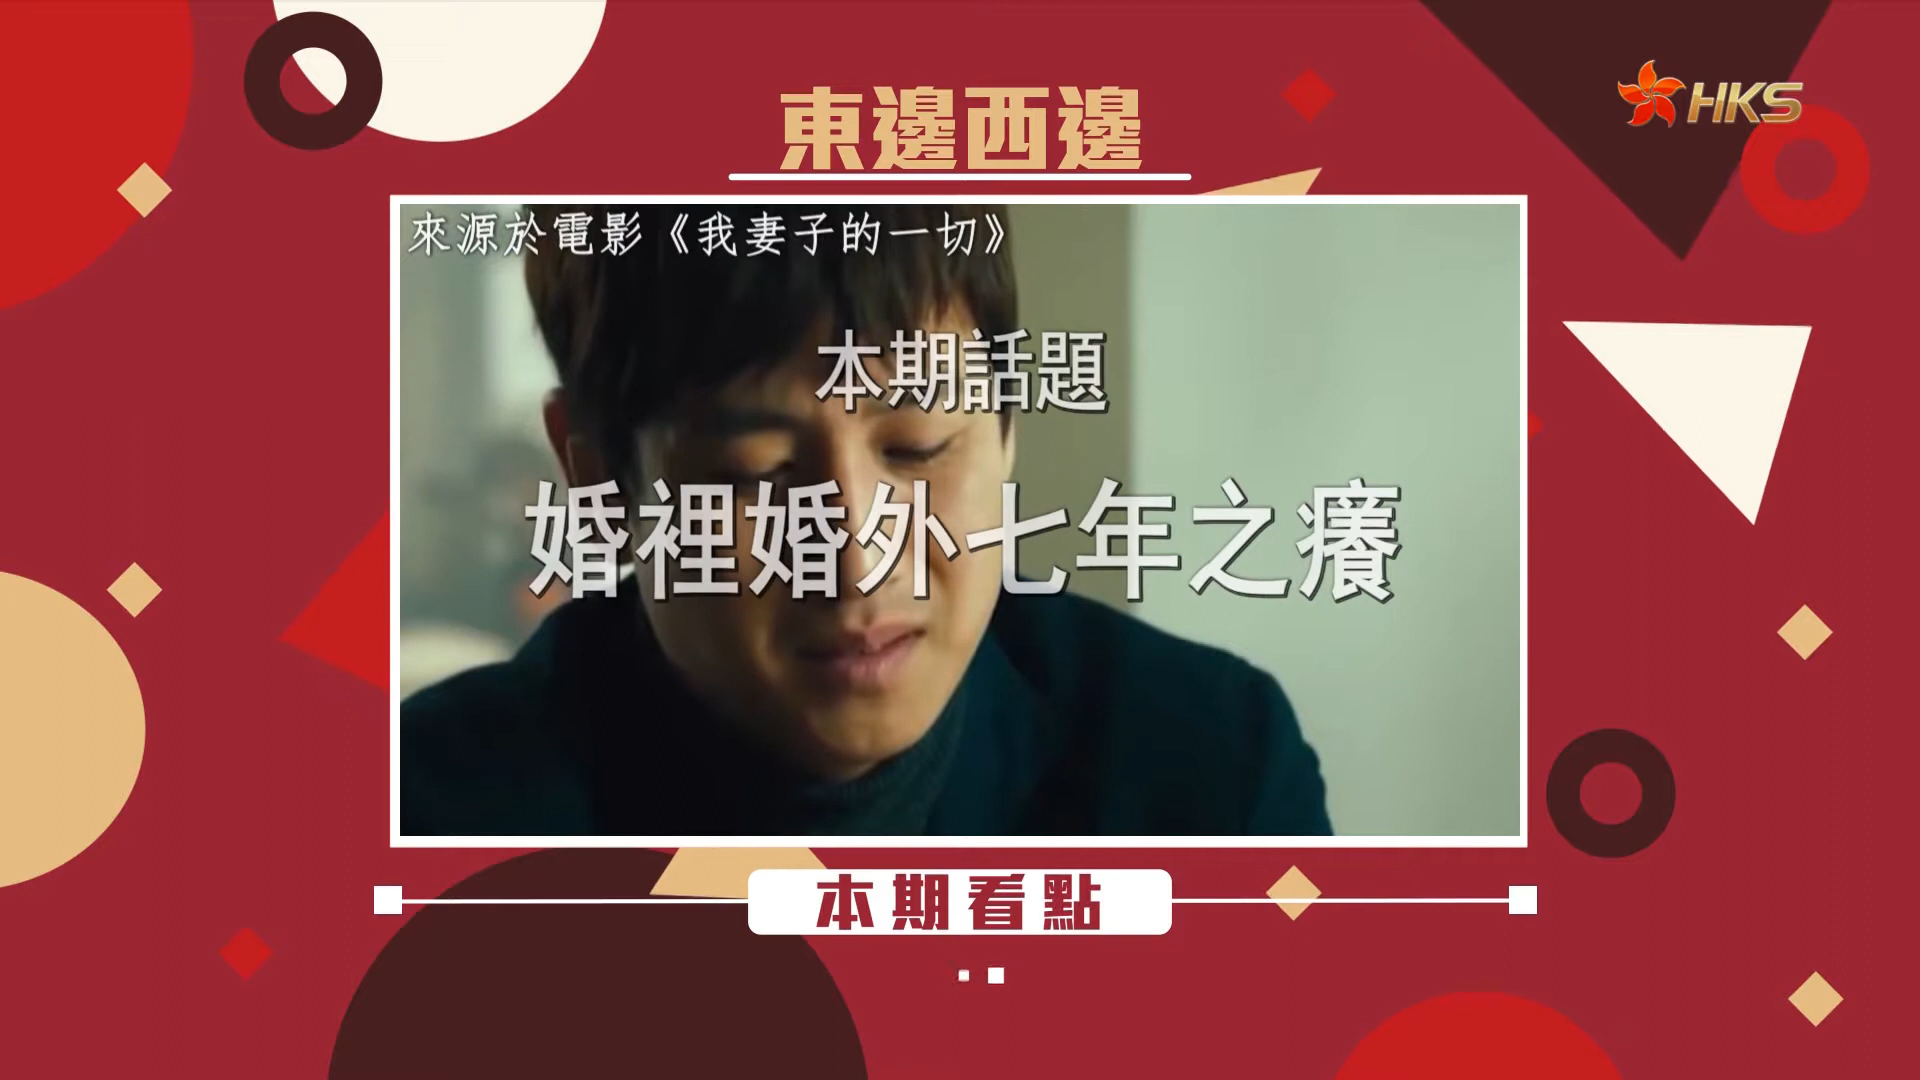 東邊西邊
HKS
來源於電影《我妻子的一切》
本期話題
婚裡婚外七年之癢
本期看點